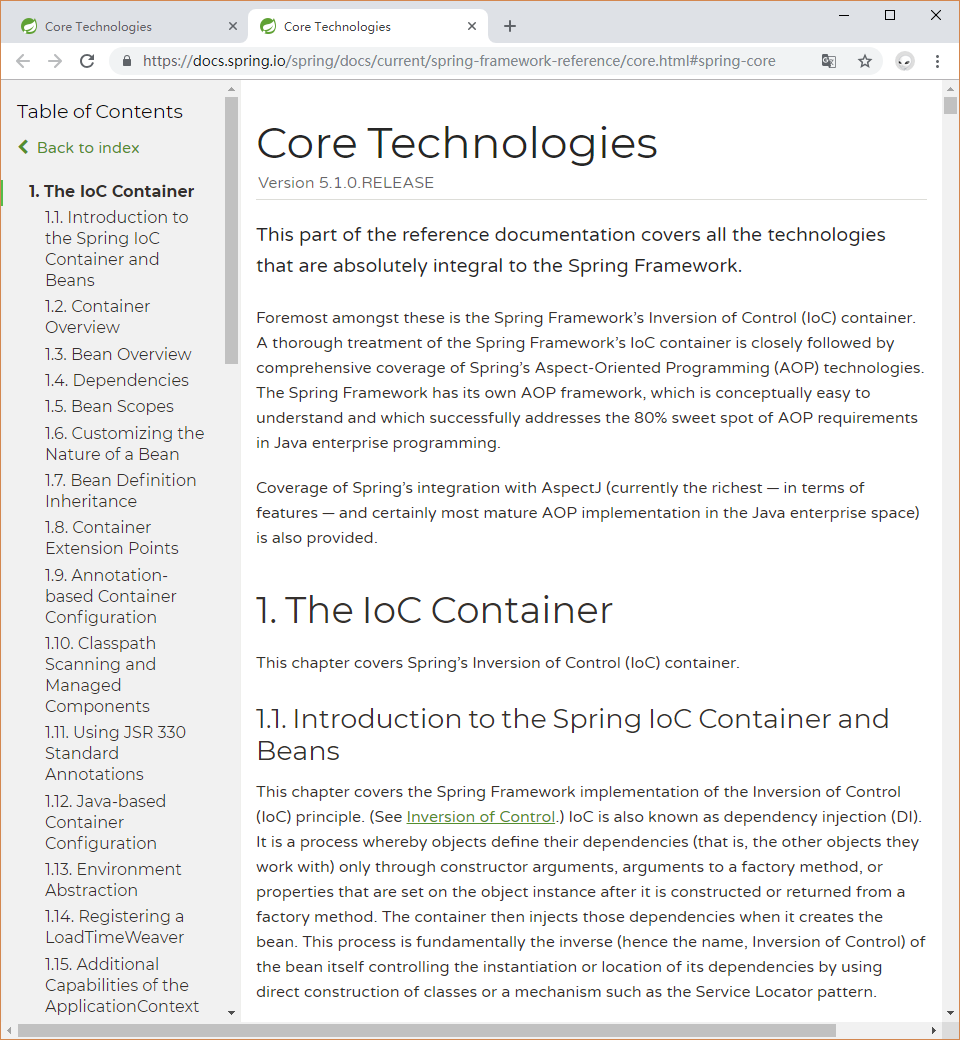 Core Technologies
Core Technologies
https://docs.spring.io/spring/docs/current/spring-framework-reference/core.html#spring-core
Table of Contents
Back to index
1. The IoC Container
1.1. Introduction to
the Spring IoC
Container and
Beans
1.2. Container
Overview
1.3. Bean Overview
1.4. Dependencies
1.5. Bean Scopes
1.6. Customizing the
Nature of a Bean
1.7. Bean Definition
Inheritance
1.8. Container
Extension Points
1.9. Annotation-
based Container
Configuration
1.10. Classpath
Scanning and
Managed
Components
1.11. Using JSR 330
Standard
Annotations
1.12. Java-based
Container
Configuration
1.13. Environment
Abstraction
1.14. Registering a
LoadTimeWeaver
1.15. Additional
Capabilities of the
ApplicationContext
Core Technologies
Version 5.1.0.RELEASE
This part of the reference documentation covers all the technologies
that are absolutely integral to the Spring Framework.
Foremost amongst these is the Spring Framework’s Inversion of Control (IoC) container.
A thorough treatment of the Spring Framework’s IoC container is closely followed by
comprehensive coverage of Spring’s Aspect-Oriented Programming (AOP) technologies.
The Spring Framework has its own AOP framework, which is conceptually easy to
understand and which successfully addresses the 80% sweet spot of AOP requirements
in Java enterprise programming.
Coverage of Spring’s integration with AspectJ (currently the richest — in terms of
features — and certainly most mature AOP implementation in the Java enterprise space)
is also provided.
1. The IoC Container
This chapter covers Spring’s Inversion of Control (IoC) container.
1.1. Introduction to the Spring IoC Container and
Beans
This chapter covers the Spring Framework implementation of the Inversion of Control
(IoC) principle. (See Inversion of Control.) IoC is also known as dependency injection (DI).
It is a process whereby objects define their dependencies (that is, the other objects they
work with) only through constructor arguments, arguments to a factory method, or
properties that are set on the object instance after it is constructed or returned from a
factory method. The container then injects those dependencies when it creates the
bean. This process is fundamentally the inverse (hence the name, Inversion of Control) of
the bean itself controlling the instantiation or location of its dependencies by using
direct construction of classes or a mechanism such as the Service Locator pattern.